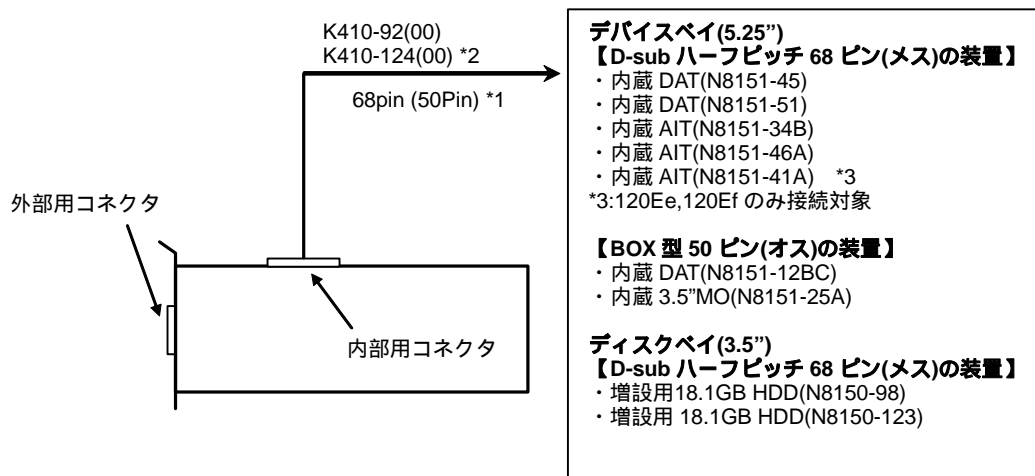 K410-92(00)
K410-124(00) *2
68pin (50Pin) *1
外部用コネクタ
内部用コネクタ
デバイスベイ(5.25”)
【D-sub ハーフピッチ 68 ピン(メス)の装置】
・内蔵 DAT(N8151-45)
・内蔵 DAT(N8151-51)
・内蔵 AIT(N8151-34B)
・内蔵 AIT(N8151-46A)
・内蔵 AIT(N8151-41A) *3
*3:120Ee,120Ef のみ接続対象
【BOX 型 50 ピン(オス)の装置】
・内蔵 DAT(N8151-12BC)
・内蔵 3.5”MO(N8151-25A)
ディスクベイ(3.5”)
【D-sub ハーフピッチ 68 ピン(メス)の装置】
・増設用18.1GB HDD(N8150-98)
・増設用 18.1GB HDD(N8150-123)